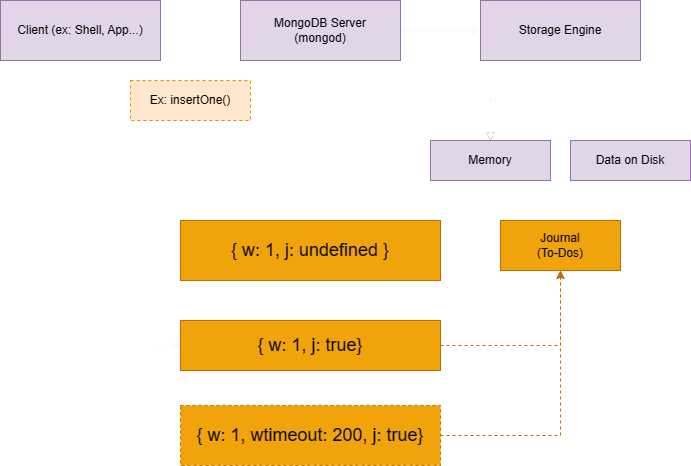 Client (ex: Shell, App...)
MongoDB Server
(mongod)
Storage Engine
Ex: insertOne()
Memory
Data on Disk
{ w: 1, j: undefined }
Journal
(To-Dos)
{ w: 1, j: true}
{ w: 1, wtimeout: 200, j: true}